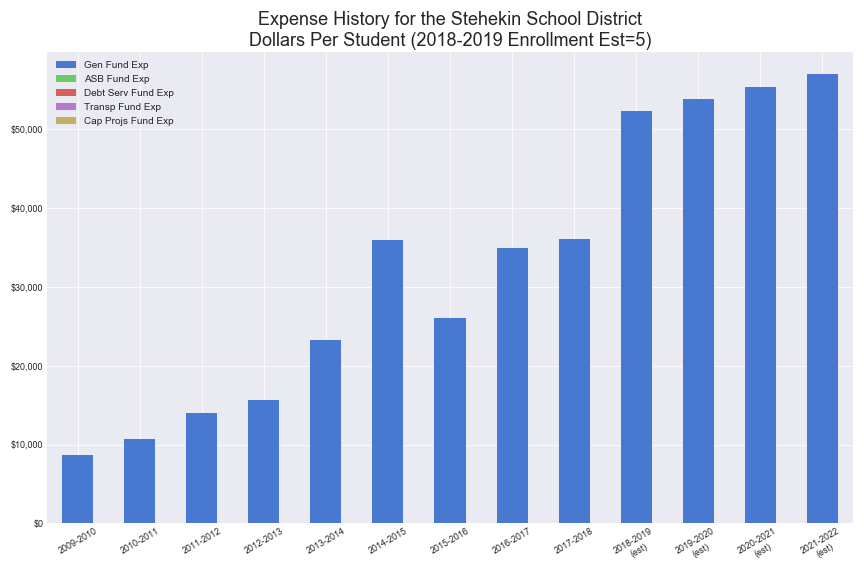 Expense History for the Stehekin School District
Dollars Per Student (2018-2019 Enrollment Est=5)
Gen Fund Exp
ASB Fund Exp
Debt Serv Fund Exp
Transp Fund Exp
Cap Projs Fund Exp
$50,000
$40,000
$30,000
$20,000
$10,000
$0
2009-2010
2010-2011
2011-2012
2012-2013
2013-2014
2014-2015
2015-2016
2016-2017
2017-2018
2018-2019
(est)
2019-2020
(est)
2020-2021
(est)
2021-2022
(est)